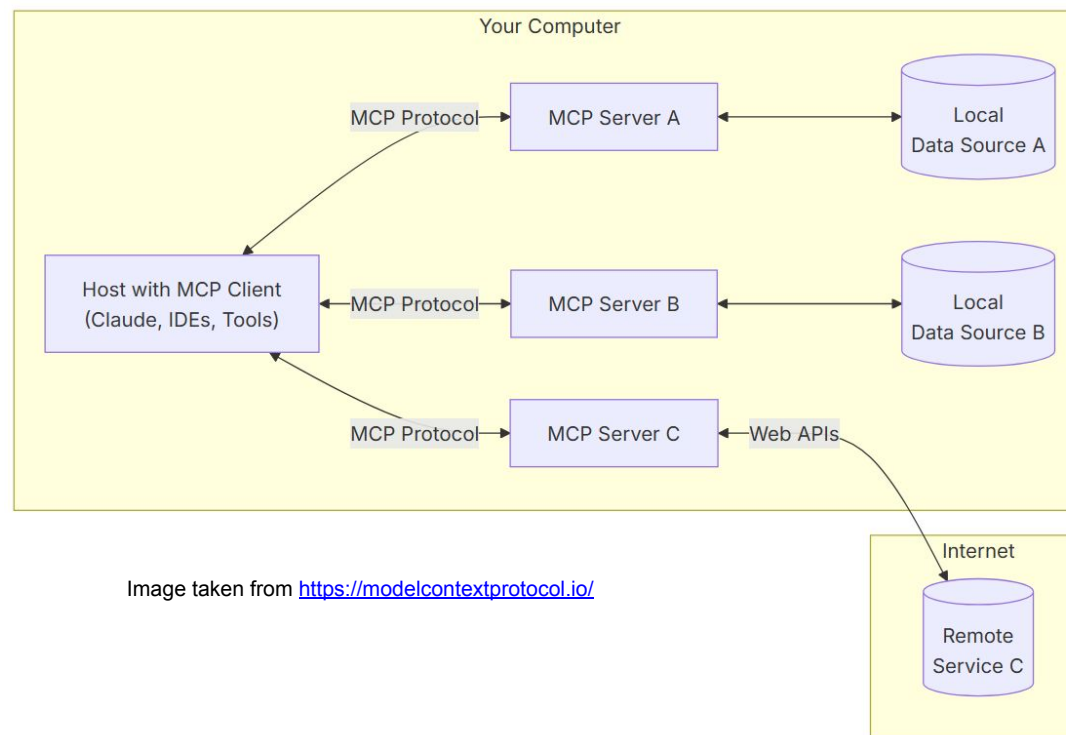 Your Computer
MCP Protocol
MCP Server A
Local
Data Source A
Host with MCP Client
(Claude, IDEs, Tools)
MCP Protocol
MCP Server B
Local
Data Source B
MCP Protocol
MCP Server C
Web APIs
Internet
Image taken from https://modelcontextprotocol.io/
Remote
Service C